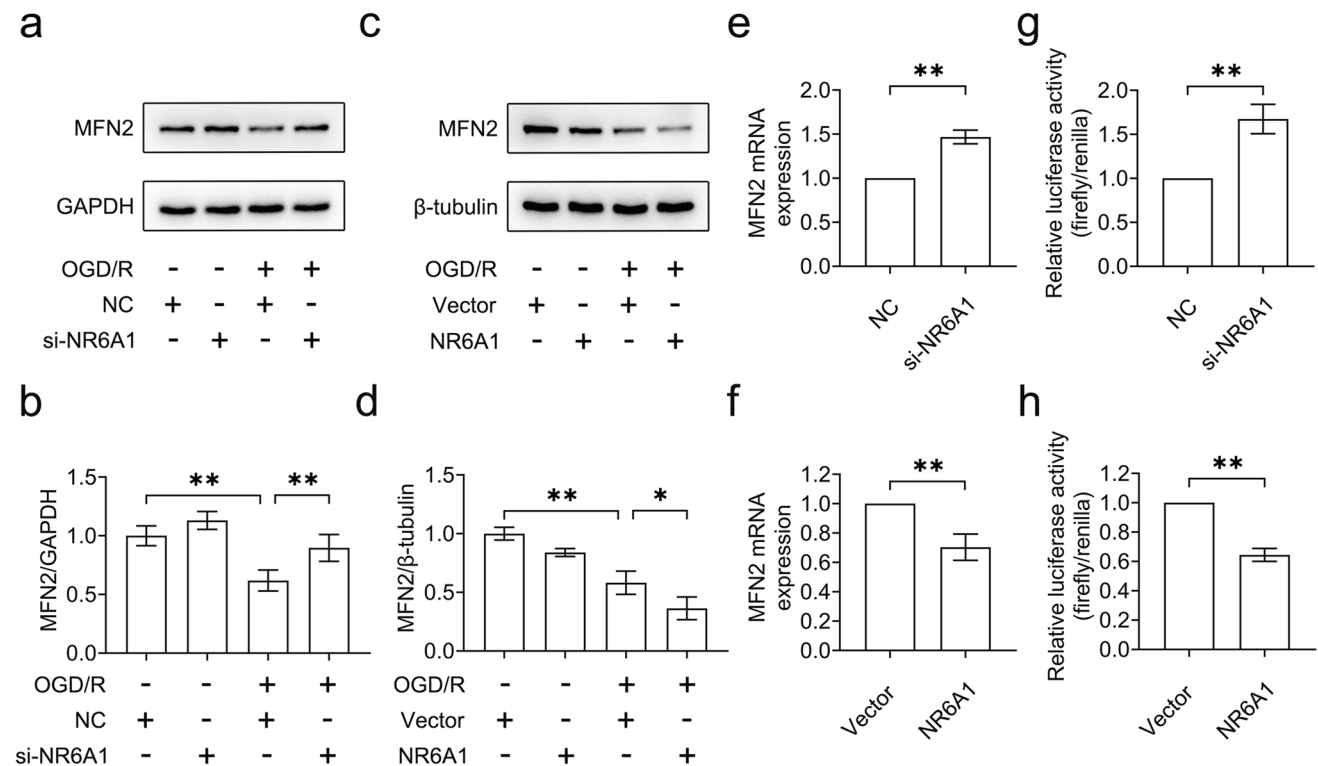 a
MFN2
GAPDH
OGD/R - - + +
NC + - + -
si-NR6A1 - + - +
c
MFN2
β-tubulin
OGD/R - - + +
Vector + - + -
NR6A1 - + - +
e
MFN2 mRNA
expression
2.0
1.5
1.0
0.5
0.0
**
NC
si-NR6A1
g
Relative luciferase activity
(firefly/renilla)
2.0
1.5
1.0
0.5
0.0
**
NC
si-NR6A1
b
MFN2/GAPDH
1.5
1.0
0.5
0.0
** **
OGD/R - - + +
NC + - + -
si-NR6A1 - + - +
d
MFN2/β-tubulin
1.5
1.0
0.5
0.0
** *
OGD/R - - + +
Vector + - + -
NR6A1 - + - +
f
MFN2 mRNA
expression
1.2
1.0
0.8
0.6
0.4
0.2
0.0
**
Vector
NR6A1
h
Relative luciferase activity
(firefly/renilla)
1.2
1.0
0.8
0.6
0.4
0.2
0.0
**
Vector
NR6A1